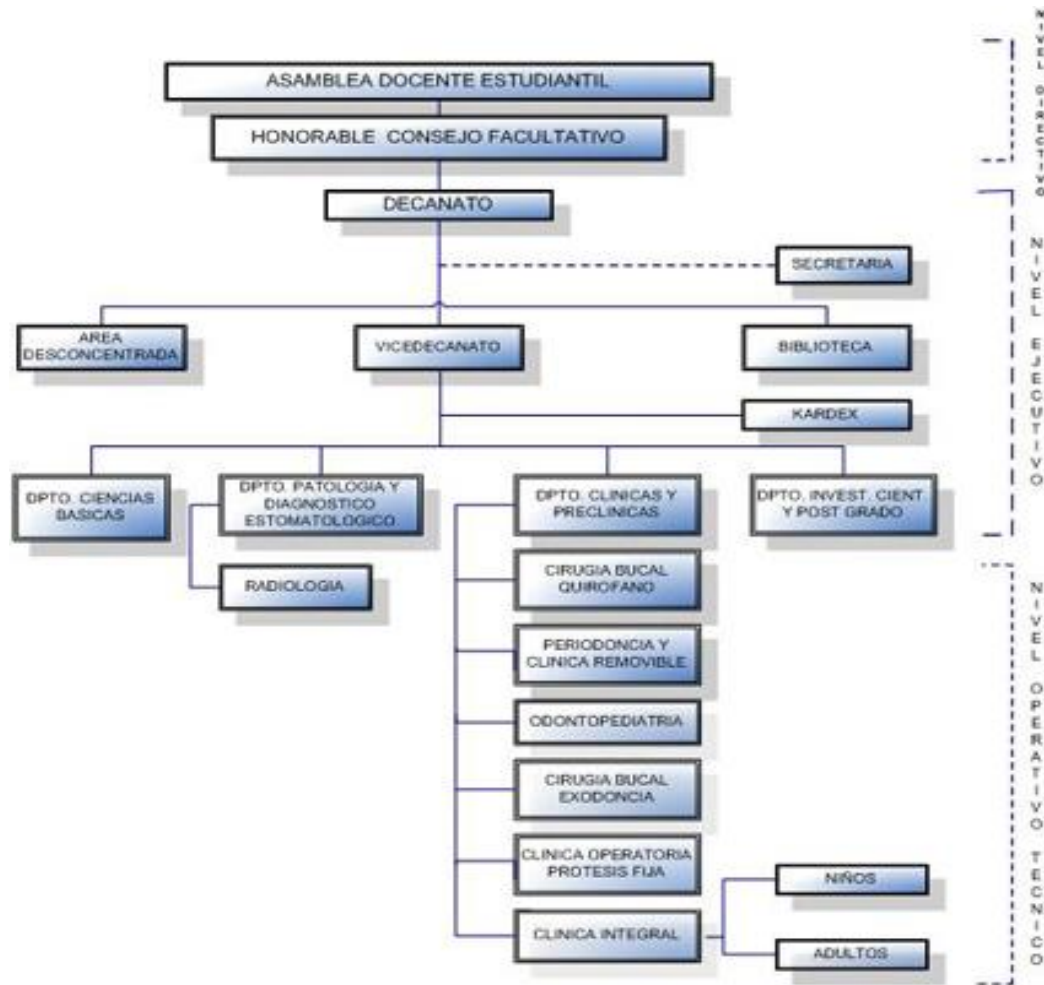 ASAMBLEA DOCENTE ESTUDIANTIL
HONORABLE CONSEJO FACULTATIVO
DECANATO
SECRETARIA
AREA
DESCONCENTRADA
VICEDECANATO
BIBLIOTECA
KARDEX
DPTO. CIENCIAS
BASICAS
DPTO. PATOLOGIA Y
DIAGNOSTICO
ESTOMATOLOGICO
DPTO. CLINICAS Y
PRECLINICAS
DPTO. INVEST. CIENT
Y POST GRADO
RADIOLOGIA
CIRUGIA BUCAL
QUIROFANO
PERIODONCIA Y
CLINICA REMOVIBLE
ODONTOPEDIATRIA
CIRUGIA BUCAL
EXODONCIA
CLINICA OPERATORIA
PROTESIS FIJA
CLINICA INTEGRAL
NIÑOS
ADULTOS
NIVEL DIRECTIVO
NIVEL EJECUTIVO
NIVEL OPERATIVO TECNICO